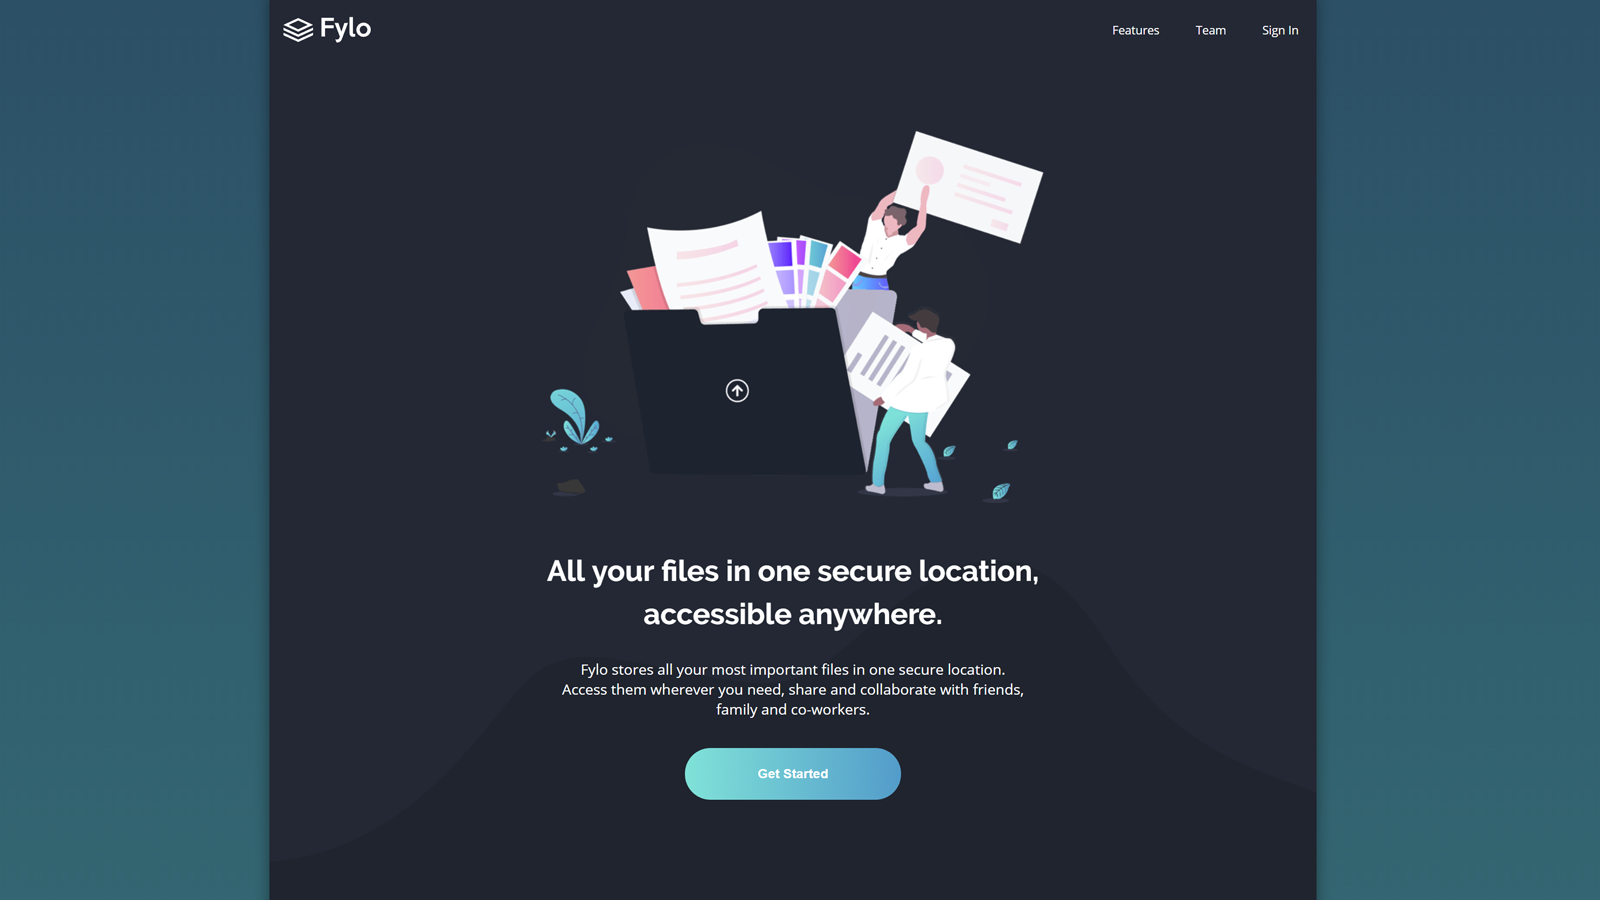 Fylo
Features
Team
Sign In
All your files in one secure location,
accessible anywhere.
Fylo stores all your most important files in one secure location.
Access them wherever you need, share and collaborate with friends,
family and co-workers.
Get Started